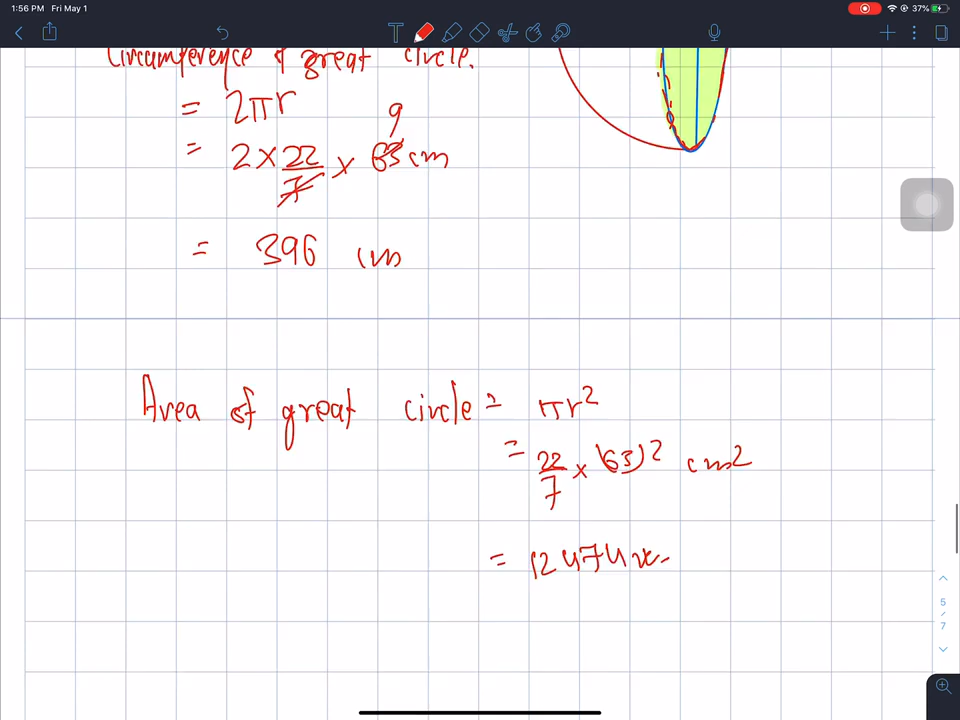 1:56 PM Fri May 1
37%
T
Circumference of great circle.
= 2πr
9
= 2 × 22/7 × 63 cm
= 396 cm
Area of great circle = πr²
= 22/7 × (63)² cm²
= 12474
5
/
7